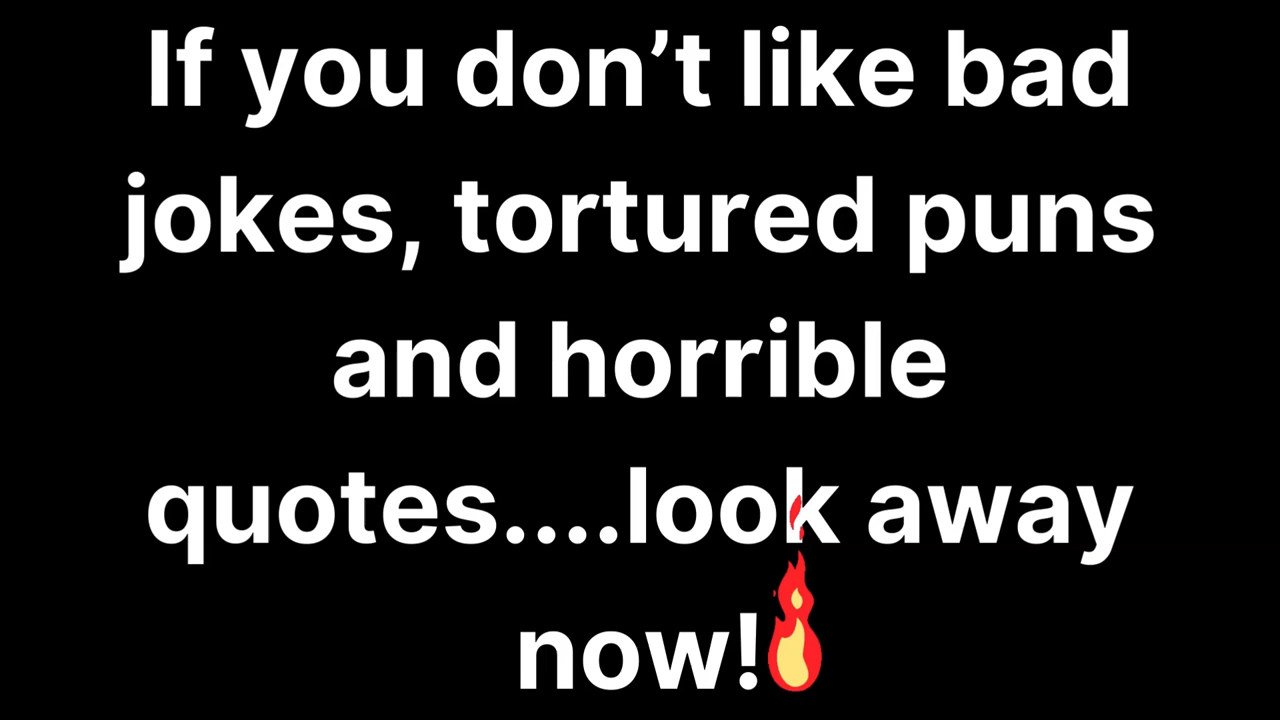 If you don’t like bad
jokes, tortured puns
and horrible
quotes....look away
now!